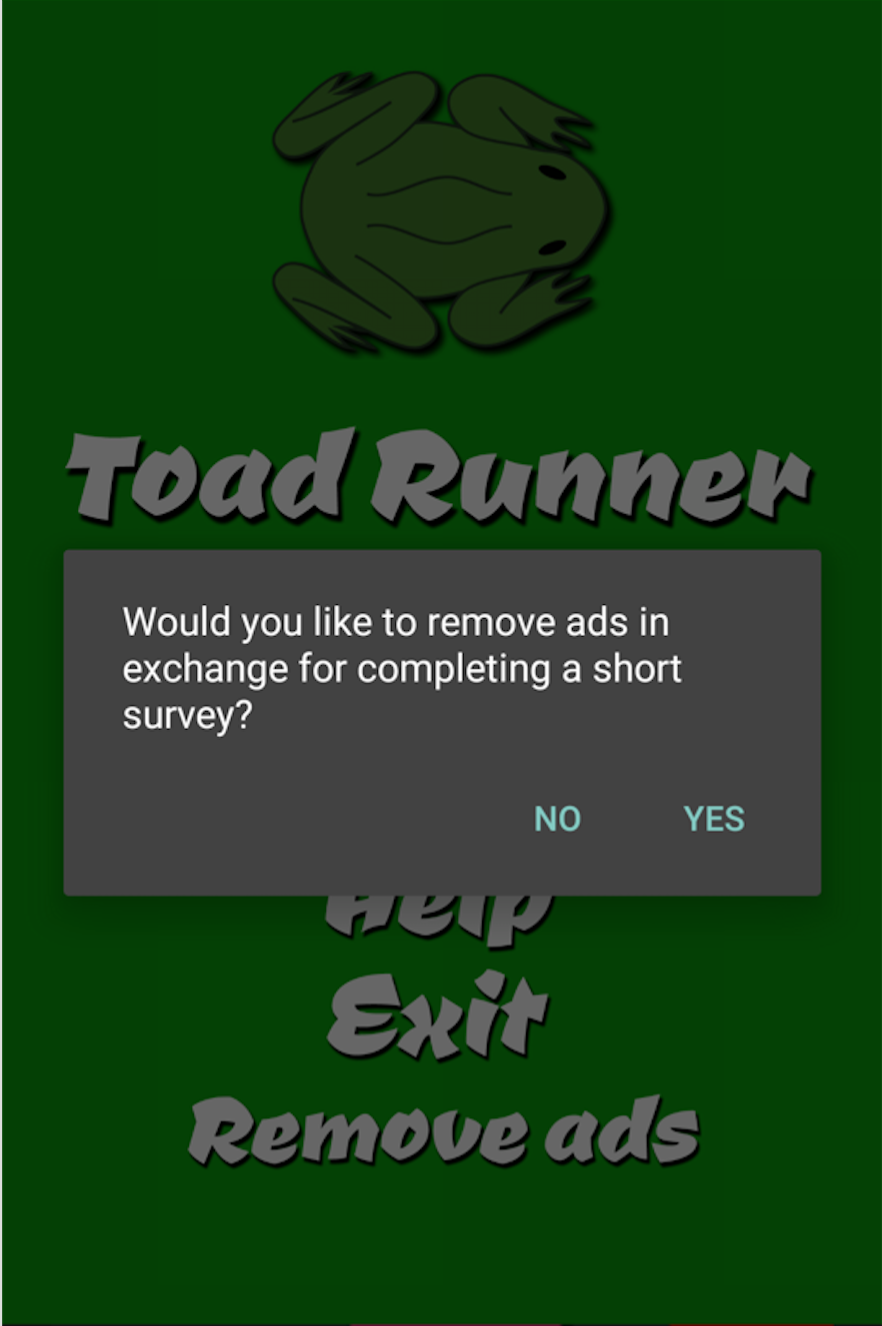 Toad Runner
Would you like to remove ads in
exchange for completing a short
survey?
NO YES
Help
Exit
Remove ads